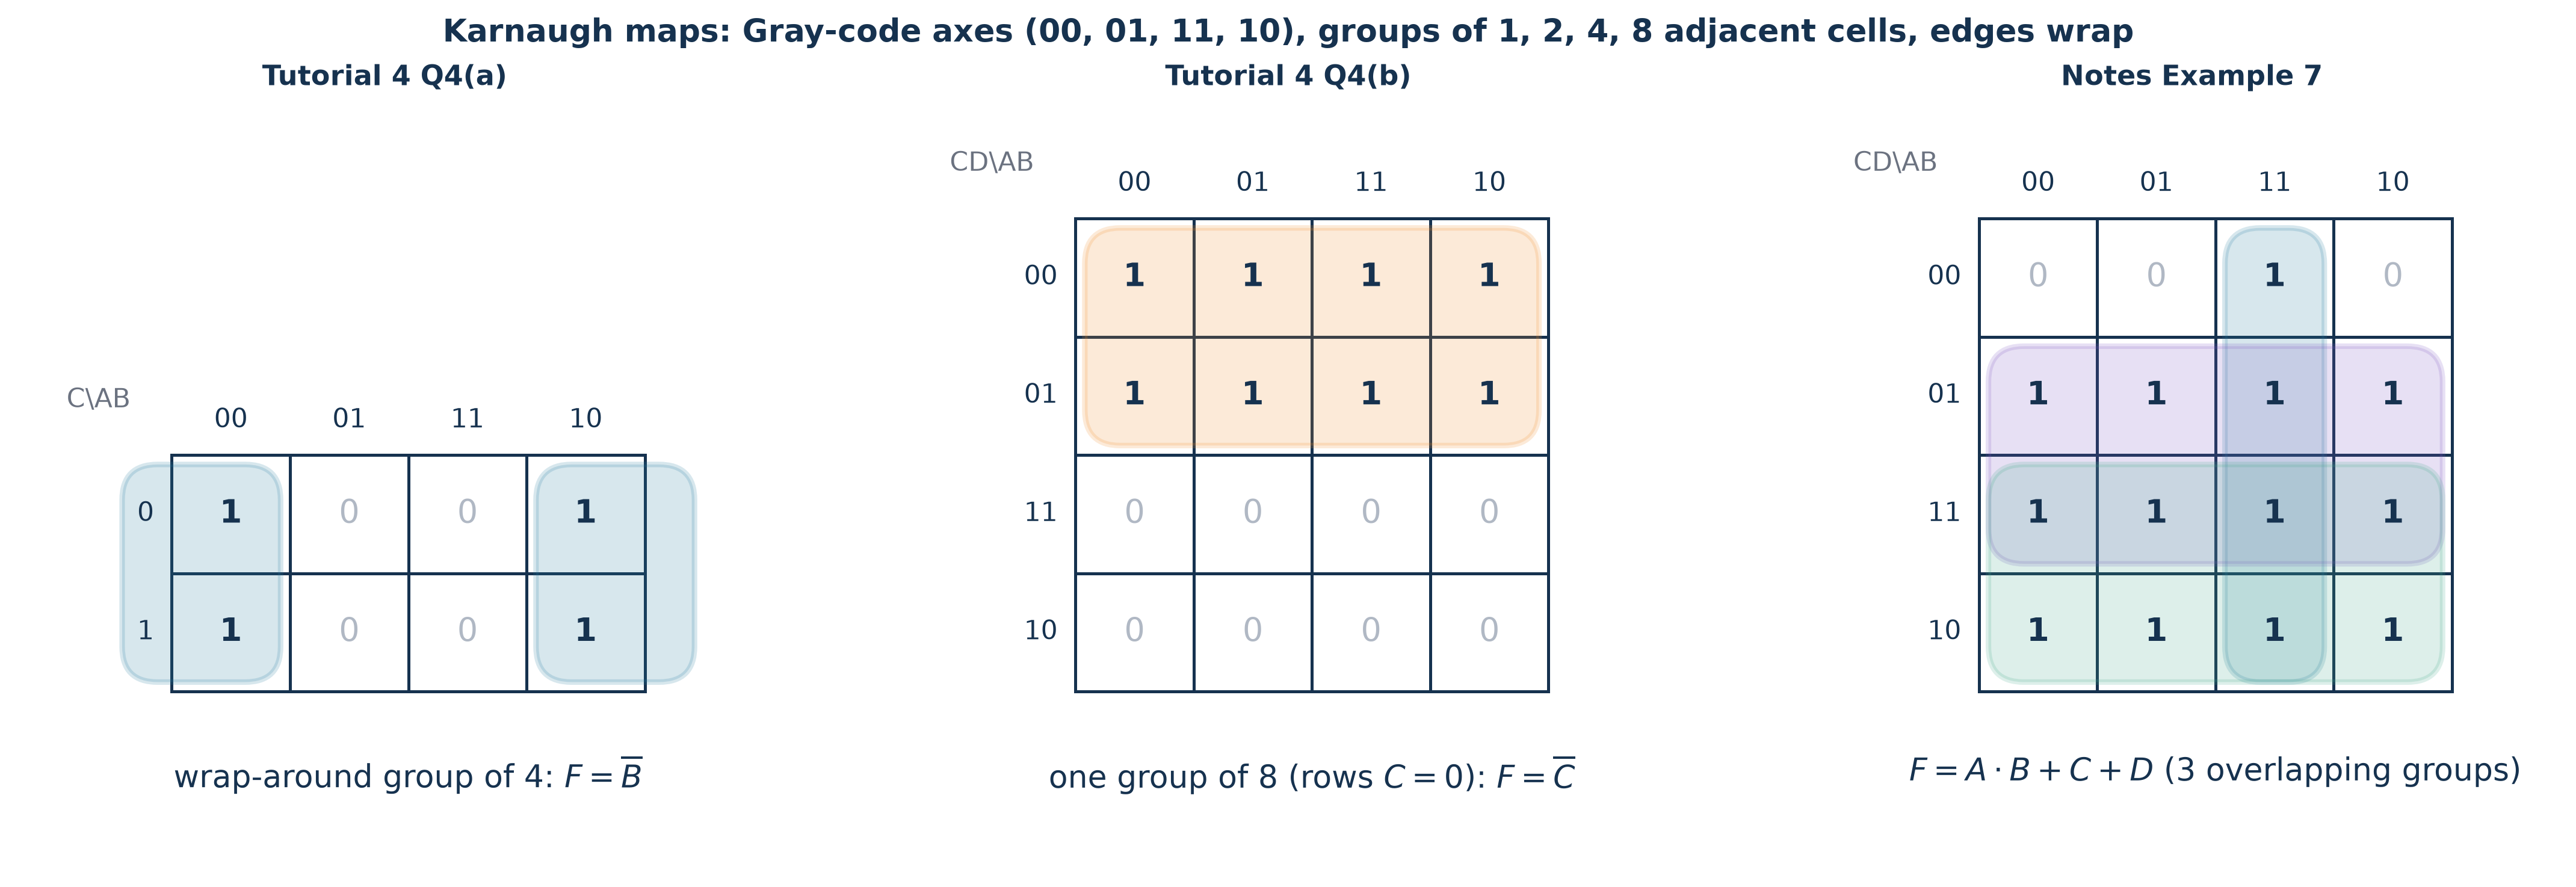 Karnaugh maps: Gray-code axes (00, 01, 11, 10), groups of 1, 2, 4, 8 adjacent cells, edges wrap
Tutorial 4 Q4(a)
C\AB
00 01 11 10
0 1 0 0 1
1 1 0 0 1
wrap-around group of 4: F = B̅
Tutorial 4 Q4(b)
CD\AB
00 01 11 10
00 1 1 1 1
01 1 1 1 1
11 0 0 0 0
10 0 0 0 0
one group of 8 (rows C = 0): F = C̅
Notes Example 7
CD\AB
00 01 11 10
00 0 0 1 0
01 1 1 1 1
11 1 1 1 1
10 1 1 1 1
F = A · B + C + D (3 overlapping groups)